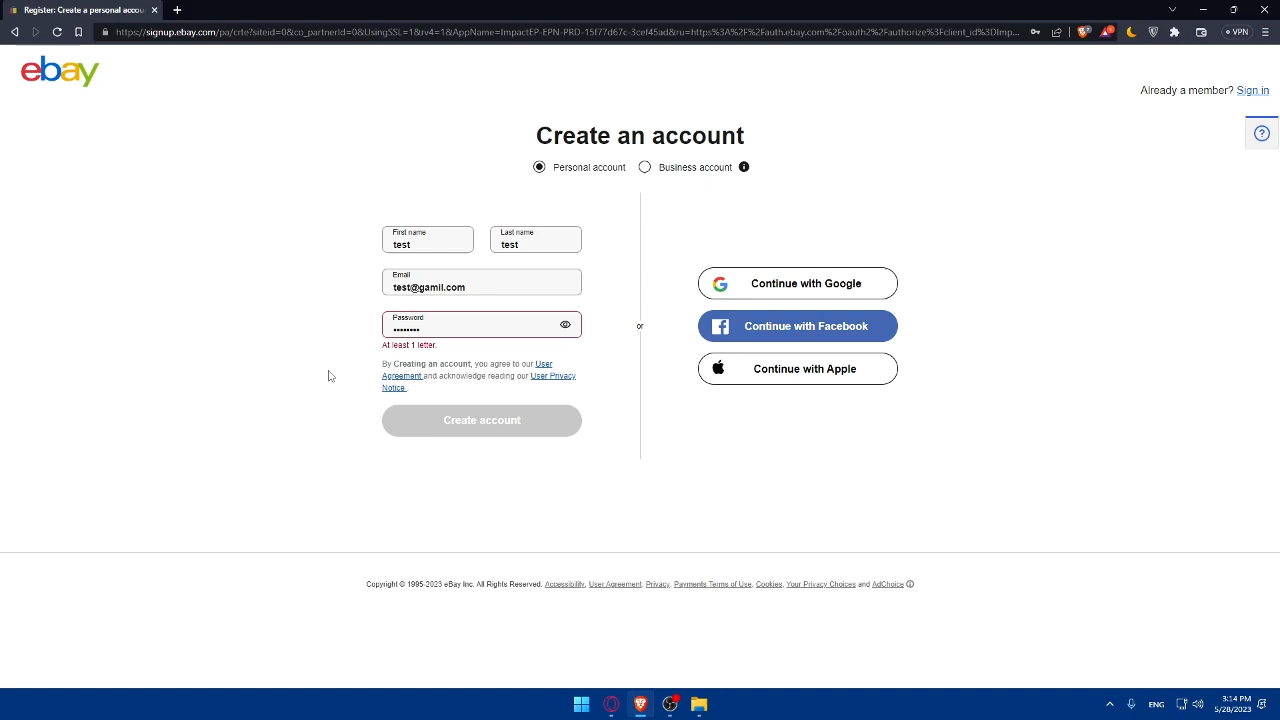 Register: Create a personal accou
https://signup.ebay.com/pa/crte?siteid=0&co_partnerId=0&UsingSSL=1&rv4=1&AppName=ImpactEP-EPN-PRD-15f77d67c-3cef45ad&ru=https%3A%2F%2Fauth.ebay.com%2Foauth2%2Fauthorize%3Fclient_id%3DImp...
VPN
ebay
Already a member? Sign in
Create an account
Personal account Business account
First name Last name
test test
Email
test@gamil.com
Password
••••••••
At least 1 letter.
By Creating an account, you agree to our User
Agreement and acknowledge reading our User Privacy
Notice .
Create account
or
Continue with Google
Continue with Facebook
Continue with Apple
Copyright © 1995-2023 eBay Inc. All Rights Reserved. Accessibility, User Agreement, Privacy, Payments Terms of Use, Cookies, Your Privacy Choices and AdChoice
ENG
3:14 PM
5/28/2023